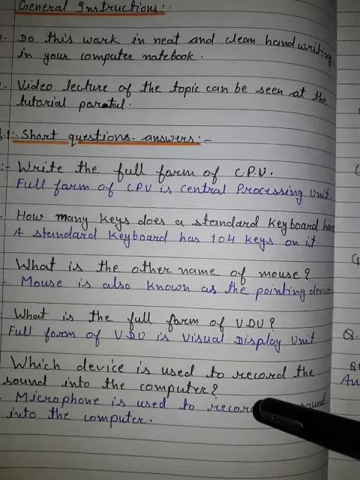 General Instructions:-
Do this work in neat and clean handwriting
in your computer notebook.
Video lecture of the topic can be seen at the
tutorial paratal.
1:- Short questions answers:-
:- Write the full form of C.P.U.
Full form of CPU is central Processing Unit
How many keys does a standard keyboard have
A standard keyboard has 104 keys on it.
What is the other name of mouse?
Mouse is also known as the pointing device
What is the full form of VDU?
Full form of VDU is Visual Display Unit
Which device is used to record the
sound into the computer?
Microphone is used to record sound
into the computer.
Q.